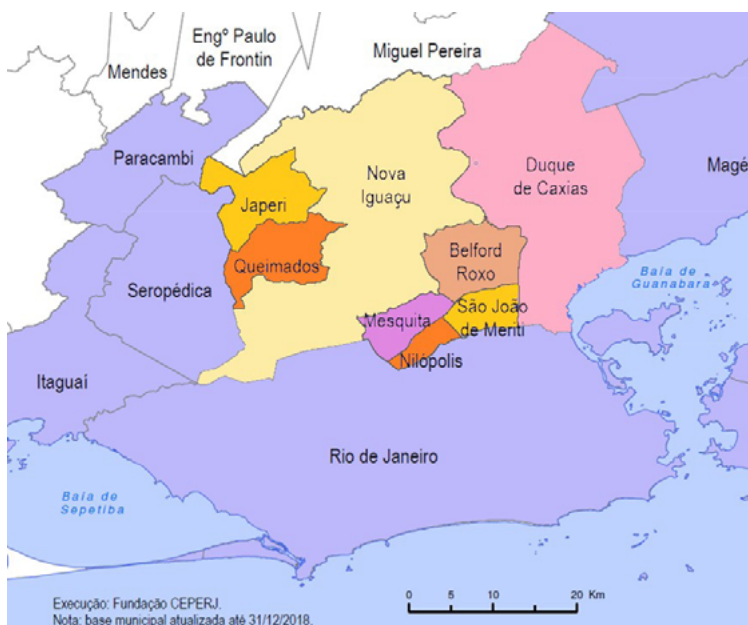 Engº Paulo
de Frontin
Miguel Pereira
Mendes
Paracambi
Nova
Iguaçu
Duque
de Caxias
Magé
Japeri
Queimados
Belford
Roxo
Baía de
Guanabara
Seropédica
São João
de Meriti
Mesquita
Nilópolis
Itaguaí
Rio de Janeiro
Baía de
Sepetiba
Execução: Fundação CEPERJ.
Nota: base municipal atualizada até 31/12/2018.
0 5 10 20 Km